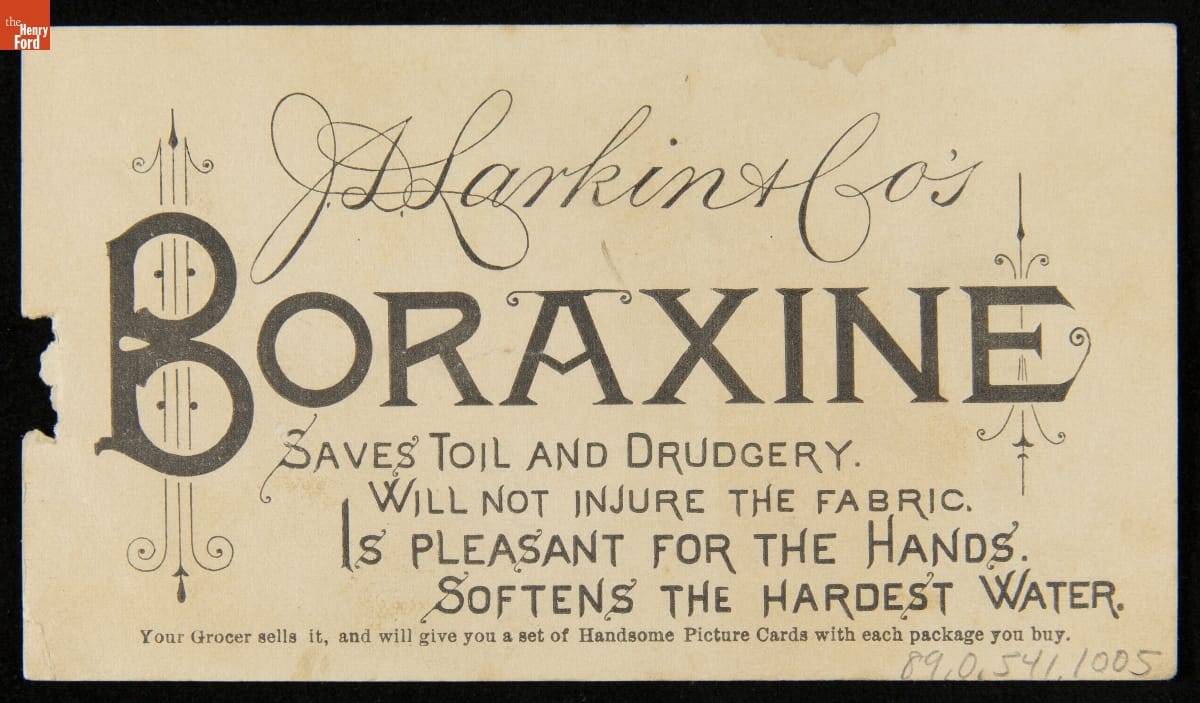 the
Henry
Ford
J. D. Larkin & Co's
BORAXINE
SAVES TOIL AND DRUDGERY.
WILL NOT INJURE THE FABRIC.
IS PLEASANT FOR THE HANDS.
SOFTENS THE HARDEST WATER.
Your Grocer sells it, and will give you a set of Handsome Picture Cards with each package you buy.
89.0.541.1005